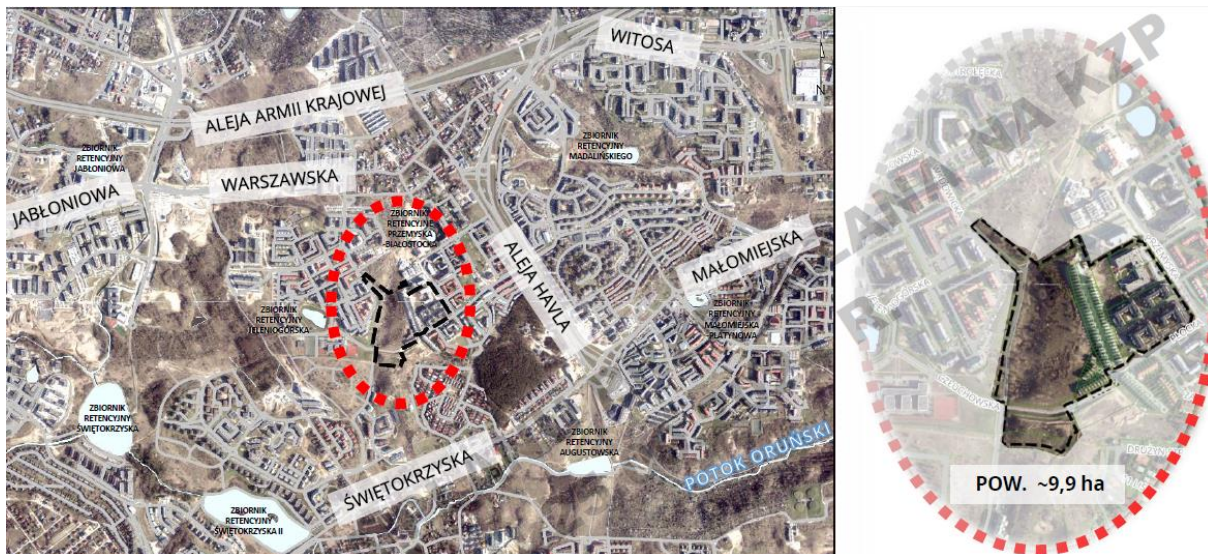 WITOSA
ALEJA ARMII KRAJOWEJ
ZBIORNIK
RETENCYJNY
JABŁONIOWA
ZBIORNIK
RETENCYJNY
MADALIŃSKIEGO
JABŁONIOWA
WARSZAWSKA
ZBIORNIK
RETENCYJNE
PRZEMYSKA
-BIAŁOSTOCKA
ALEJA HAVLA
MAŁOMIEJSKA
ZBIORNIK
RETENCYJNY
JELENIOGÓRSKA
ZBIORNIK
RETENCYJNY
MAŁOMIEJSKA
-PLATYNOWA
ZBIORNIK
RETENCYJNY
ŚWIĘTOKRZYSKA
ŚWIĘTOKRZYSKA
ZBIORNIK
RETENCYJNY
AUGUSTOWSKA
POTOK ORUŃSKI
ZBIORNIK
RETENCYJNY
ŚWIĘTOKRZYSKA II
N
POW. ~9,9 ha